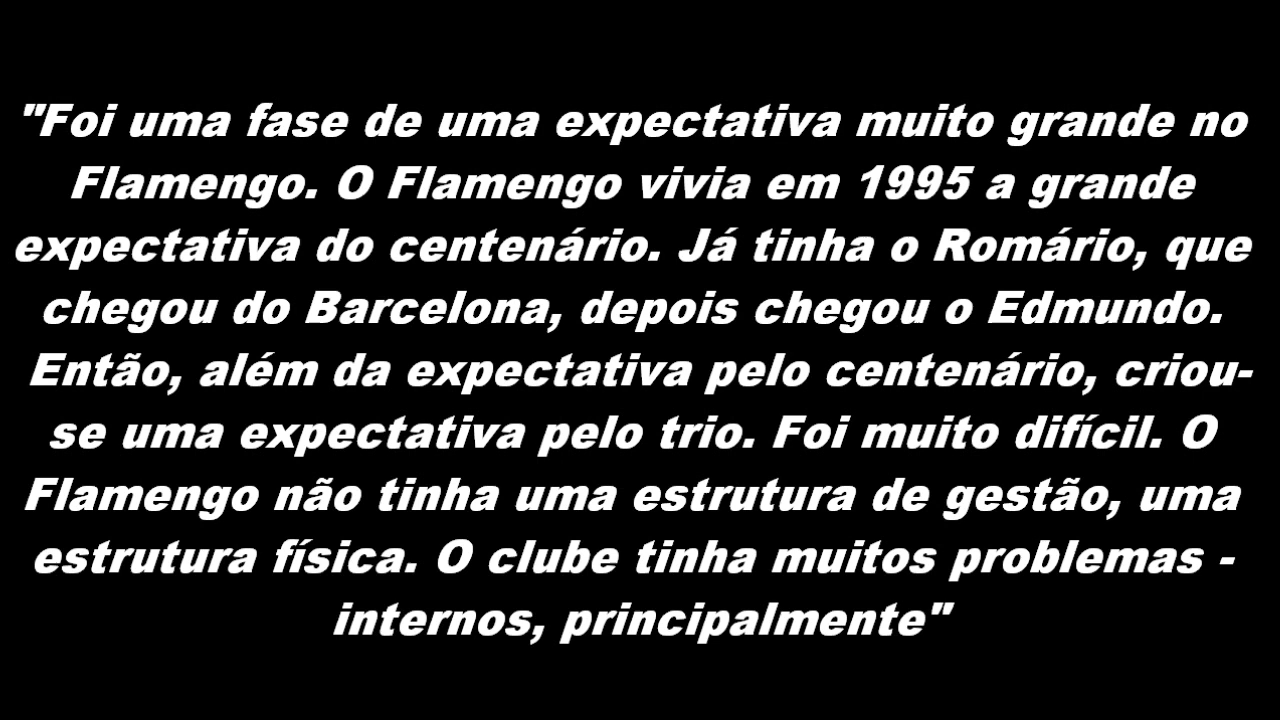 "Foi uma fase de uma expectativa muito grande no
Flamengo. O Flamengo vivia em 1995 a grande
expectativa do centenário. Já tinha o Romário, que
chegou do Barcelona, depois chegou o Edmundo.
Então, além da expectativa pelo centenário, criou-
se uma expectativa pelo trio. Foi muito difícil. O
Flamengo não tinha uma estrutura de gestão, uma
estrutura física. O clube tinha muitos problemas -
internos, principalmente"